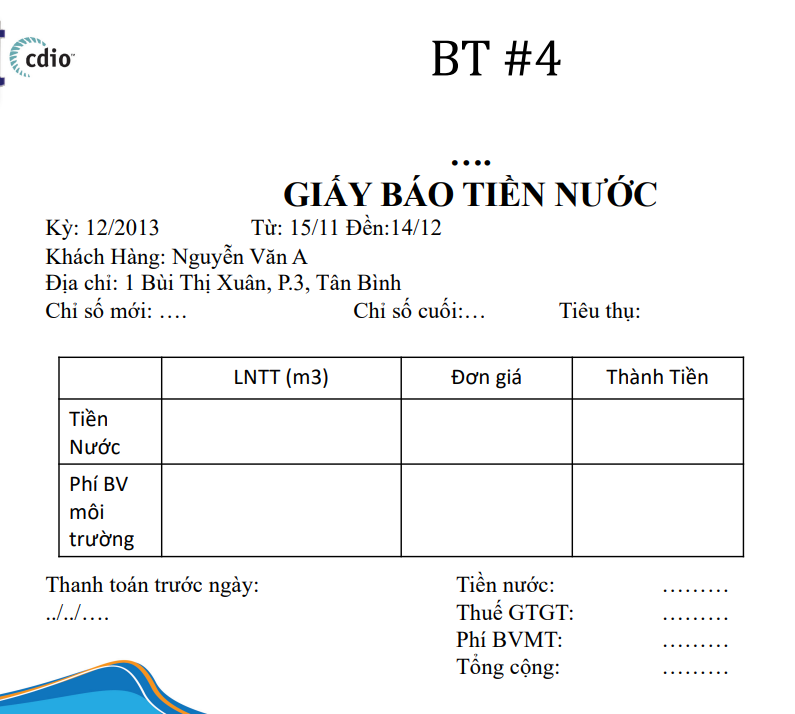 cdio™
BT #4
….
GIẤY BÁO TIỀN NƯỚC
Kỳ: 12/2013 Từ: 15/11 Đền:14/12
Khách Hàng: Nguyễn Văn A
Địa chỉ: 1 Bùi Thị Xuân, P.3, Tân Bình
Chỉ số mới: …. Chỉ số cuối:… Tiêu thụ:
LNTT (m3) Đơn giá Thành Tiền
Tiền
Nước
Phí BV
môi
trường
Thanh toán trước ngày:
../../….
Tiền nước: ………
Thuế GTGT: ………
Phí BVMT: ………
Tổng cộng: ………